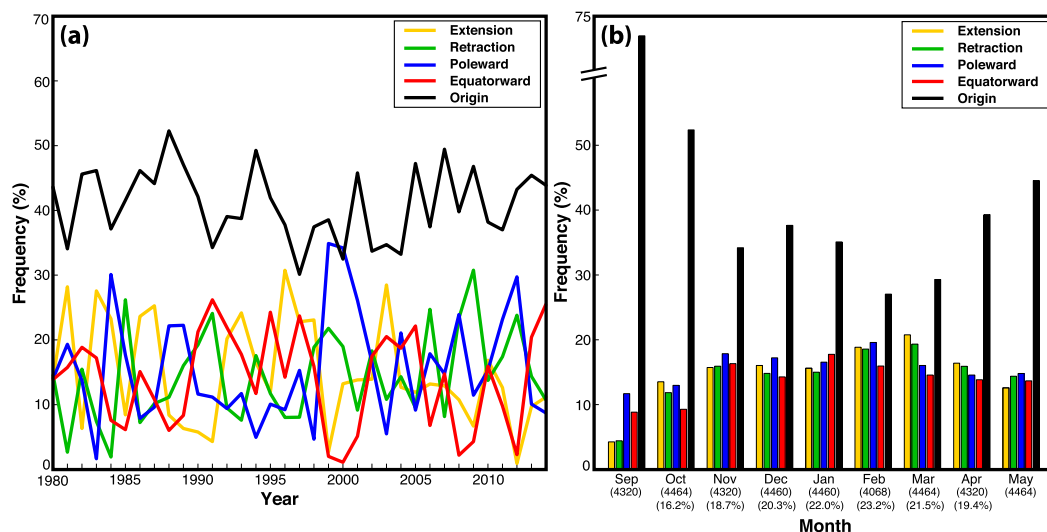 (a)
70
60
50
40
30
20
10
0
Frequency (%)
Extension
Retraction
Poleward
Equatorward
Origin
1980 1985 1990 1995 2000 2005 2010
Year
(b)
75
50
40
30
20
10
0
Frequency (%)
Extension
Retraction
Poleward
Equatorward
Origin
Sep Oct Nov Dec Jan Feb Mar Apr May
(4320) (4464) (4320) (4460) (4460) (4068) (4464) (4320) (4464)
(16.2%) (18.7%) (20.3%) (22.0%) (23.2%) (21.5%) (19.4%)
Month